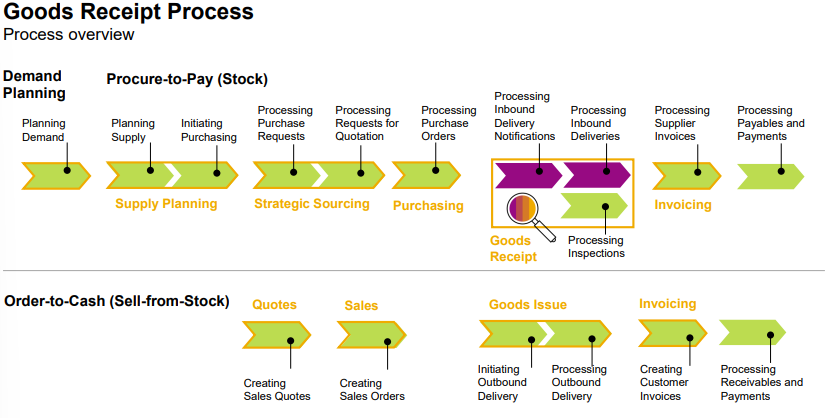 Goods Receipt Process
Process overview
Demand
Planning
Procure-to-Pay (Stock)
Planning
Demand
Planning
Supply
Initiating
Purchasing
Processing
Purchase
Requests
Processing
Requests for
Quotation
Processing
Purchase
Orders
Processing
Inbound
Delivery
Notifications
Processing
Inbound
Deliveries
Processing
Supplier
Invoices
Processing
Payables and
Payments
Supply Planning
Strategic Sourcing
Purchasing
Goods
Receipt
Processing
Inspections
Invoicing
Order-to-Cash (Sell-from-Stock)
Quotes
Sales
Goods Issue
Invoicing
Creating
Sales Quotes
Creating
Sales Orders
Initiating
Outbound
Delivery
Processing
Outbound
Delivery
Creating
Customer
Invoices
Processing
Receivables and
Payments